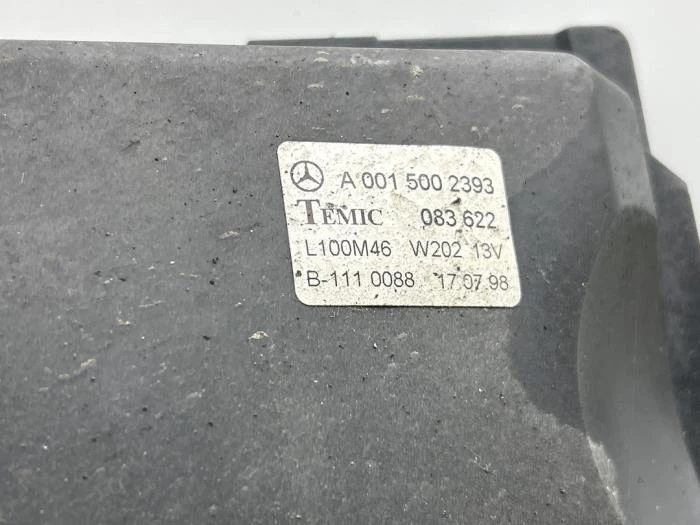 A 001 500 2393
TEMIC 083 622
L100M46 W202 13V
B-111 0088 17.07.98